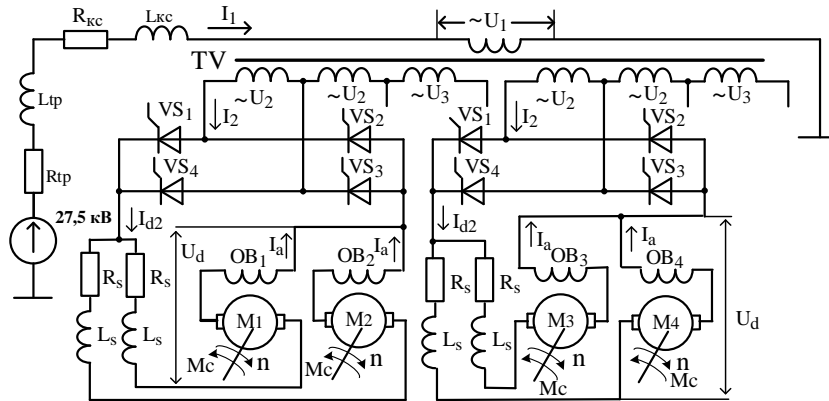 Rкс Lкс I1 ~U1
TV
Lтр ~U2 ~U2 ~U3 ~U2 ~U2 ~U3
VS1 I2 VS2 VS1 I2 VS2
VS4 VS3 VS4 VS3
Rтр
27,5 кВ Id2 Ud Ia Ia Id2 Ia Ia
OB1 OB2 OB3 OB4
Rs Rs Rs Rs
M1 M2 M3 M4 Ud
Ls Ls Ls Ls
Mc n Mc n Mc n Mc n